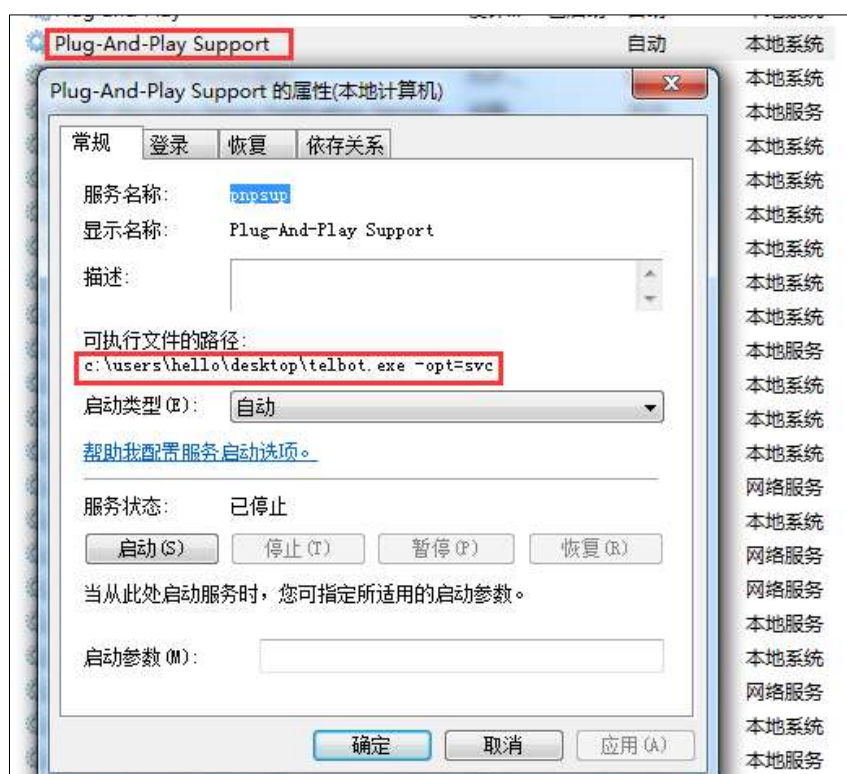 Plug-And-Play Support 自动 本地系统
Plug-And-Play Support 的属性(本地计算机)
常规 登录 恢复 依存关系
服务名称: pnpsup
显示名称: Plug-And-Play Support
描述:
可执行文件的路径:
c:\users\hello\desktop\telbot.exe -opt=svc
启动类型(E): 自动
帮助我配置服务启动选项。
服务状态: 已停止
启动(S) 停止(T) 暂停(P) 恢复(R)
当从此处启动服务时，您可指定所适用的启动参数。
启动参数(M):
确定 取消 应用(A)
本地系统
本地服务
本地系统
本地系统
本地系统
本地系统
本地系统
本地系统
本地服务
本地系统
本地系统
本地系统
网络服务
本地系统
网络服务
网络服务
本地服务
本地系统
网络服务
本地系统
本地服务